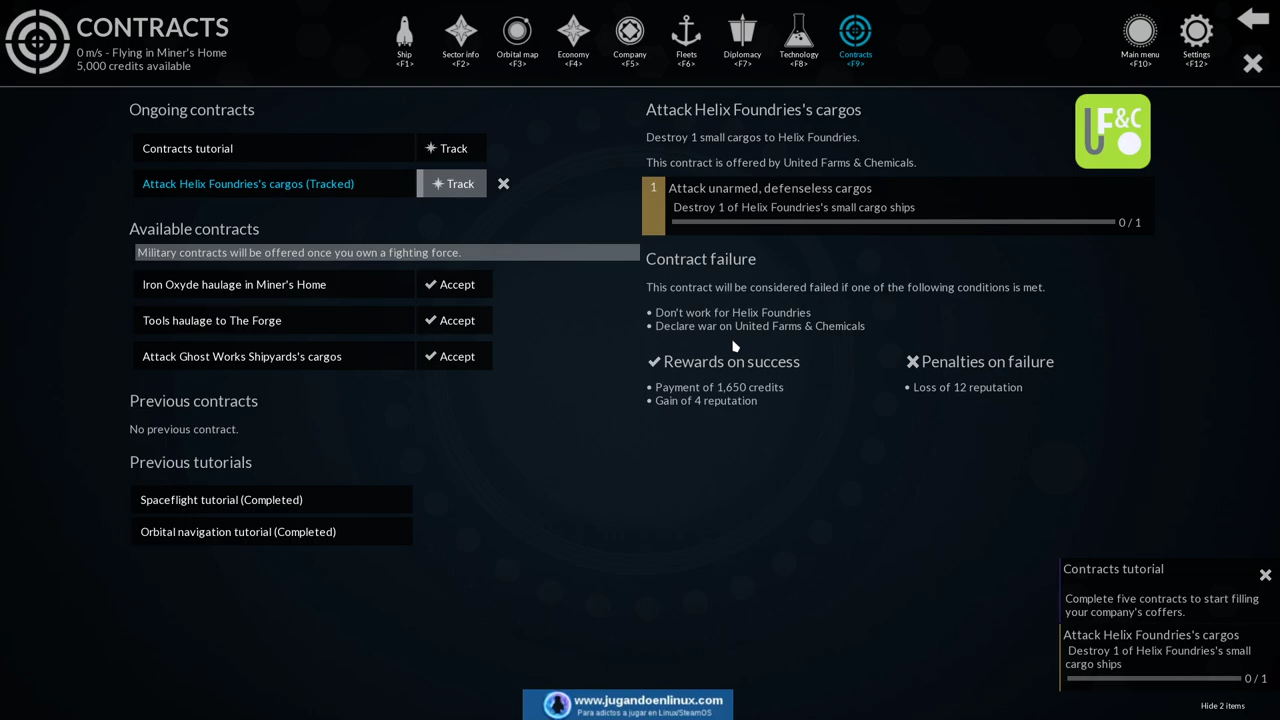 CONTRACTS
0 m/s - Flying in Miner's Home
5,000 credits available
Ship
<F1>
Sector info
<F2>
Orbital map
<F3>
Economy
<F4>
Company
<F5>
Fleets
<F6>
Diplomacy
<F7>
Technology
<F8>
Contracts
<F9>
Main menu
<F10>
Settings
<F12>
Ongoing contracts
Contracts tutorial
Track
Attack Helix Foundries's cargos (Tracked)
Track
Available contracts
Military contracts will be offered once you own a fighting force.
Iron Oxyde haulage in Miner's Home
Accept
Tools haulage to The Forge
Accept
Attack Ghost Works Shipyards's cargos
Accept
Previous contracts
No previous contract.
Previous tutorials
Spaceflight tutorial (Completed)
Orbital navigation tutorial (Completed)
Attack Helix Foundries's cargos
Destroy 1 small cargos to Helix Foundries.
This contract is offered by United Farms & Chemicals.
UF&C
1
Attack unarmed, defenseless cargos
Destroy 1 of Helix Foundries's small cargo ships
0 / 1
Contract failure
This contract will be considered failed if one of the following conditions is met.
• Don't work for Helix Foundries
• Declare war on United Farms & Chemicals
Rewards on success
• Payment of 1,650 credits
• Gain of 4 reputation
Penalties on failure
• Loss of 12 reputation
Contracts tutorial
Complete five contracts to start filling
your company's coffers.
Attack Helix Foundries's cargos
Destroy 1 of Helix Foundries's small
cargo ships
0 / 1
Hide 2 items
www.jugandoenlinux.com
Para adictos a jugar en Linux/SteamOS